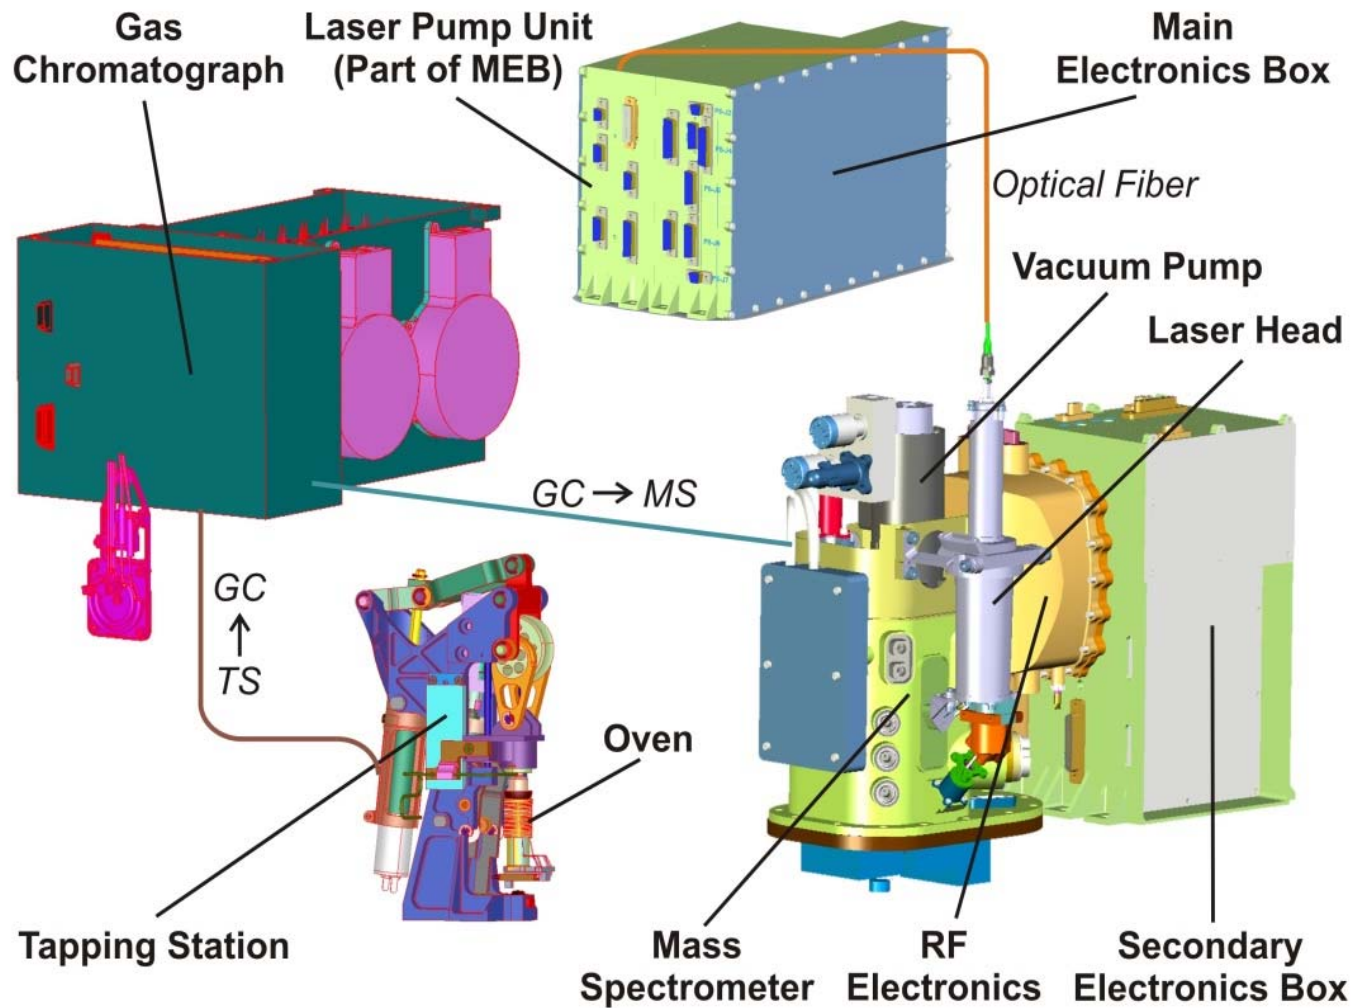 Gas
Chromatograph
Laser Pump Unit
(Part of MEB)
Main
Electronics Box
Optical Fiber
Vacuum Pump
Laser Head
GC → MS
GC
↑
TS
Oven
Tapping Station
Mass
Spectrometer
RF
Electronics
Secondary
Electronics Box